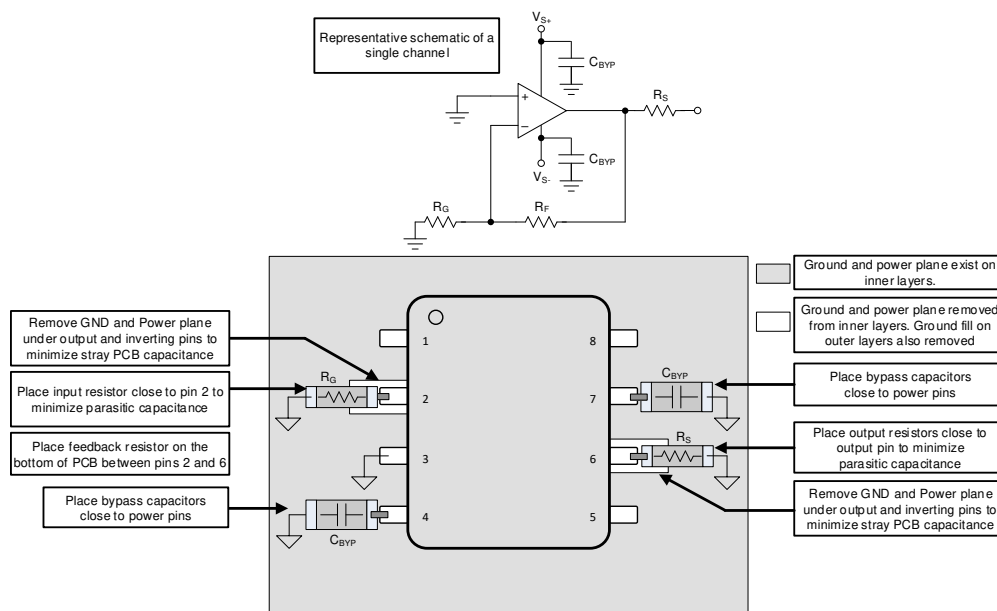 Representative schematic of a
single channel
VS+
CBYP
+
−
RS
CBYP
VS-
RG
RF
Ground and power plane exist on
inner layers.
Ground and power plane removed
from inner layers. Ground fill on
outer layers also removed
Remove GND and Power plane
under output and inverting pins to
minimize stray PCB capacitance
Place input resistor close to pin 2 to
minimize parasitic capacitance
Place feedback resistor on the
bottom of PCB between pins 2 and 6
Place bypass capacitors
close to power pins
1
8
RG
2
7
CBYP
3
6
RS
4
5
CBYP
Place bypass capacitors
close to power pins
Place output resistors close to
output pin to minimize
parasitic capacitance
Remove GND and Power plane
under output and inverting pins to
minimize stray PCB capacitance